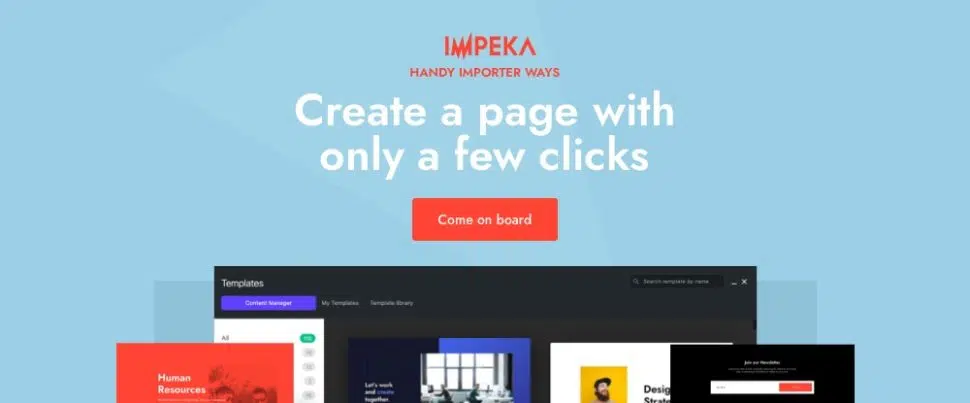 IMPEKA
HANDY IMPORTER WAYS
Create a page with
only a few clicks
Come on board
Templates
Search template by name
Content Manager
My Templates
Template library
All
Human
Resources
Let's work
and create
together.
Desig
Strate
Join our Newsletter